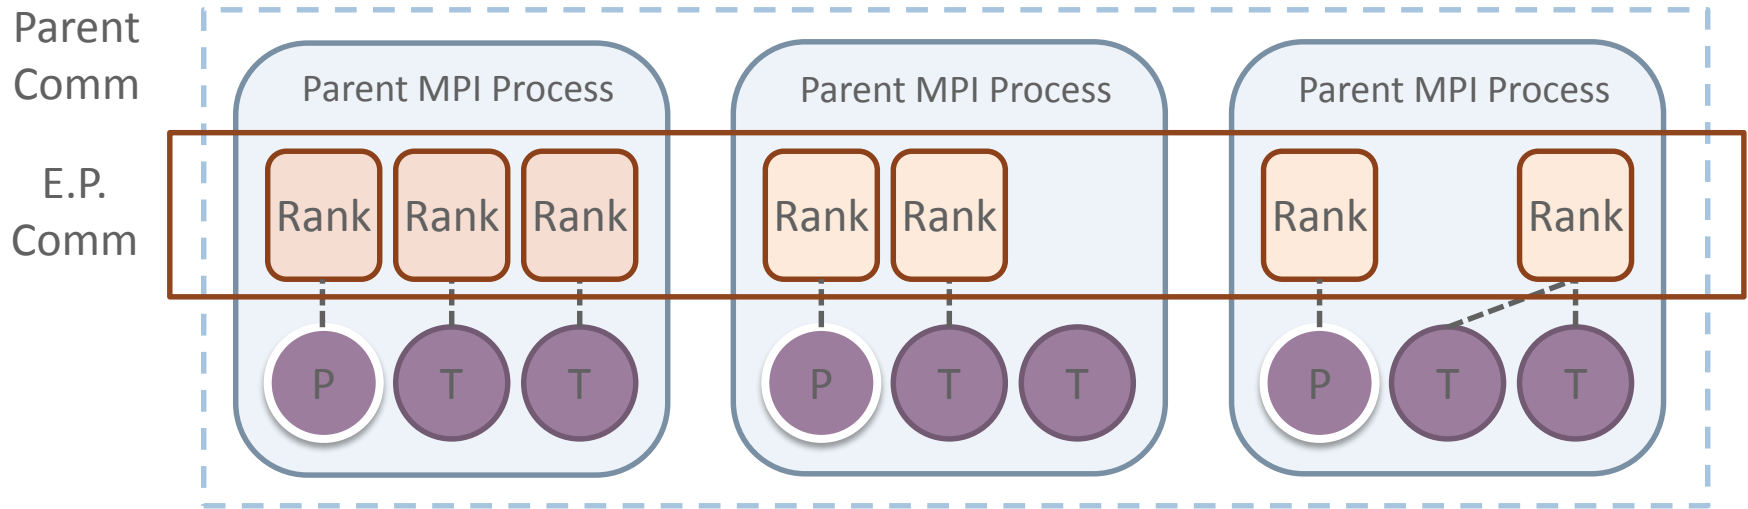 Parent
Comm
Parent MPI Process
Parent MPI Process
Parent MPI Process
E.P.
Comm
Rank Rank Rank
Rank Rank
Rank Rank
P T T
P T T
P T T